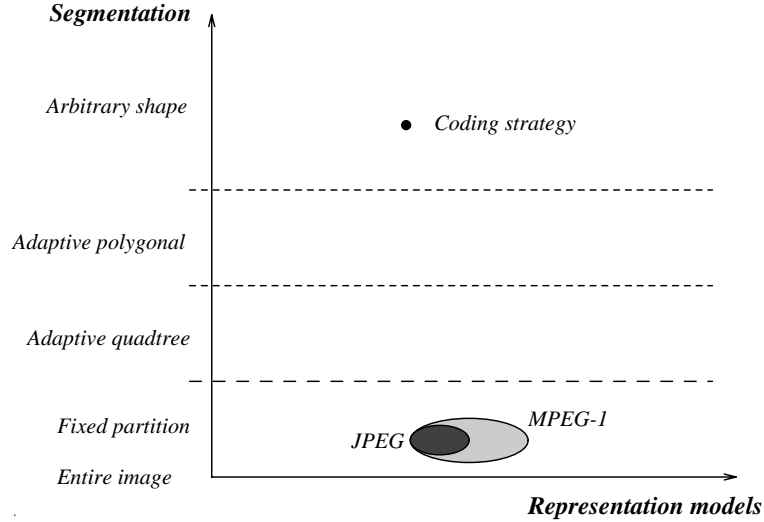 Segmentation
Arbitrary shape
Coding strategy
Adaptive polygonal
Adaptive quadtree
Fixed partition
MPEG-1
JPEG
Entire image
Representation models